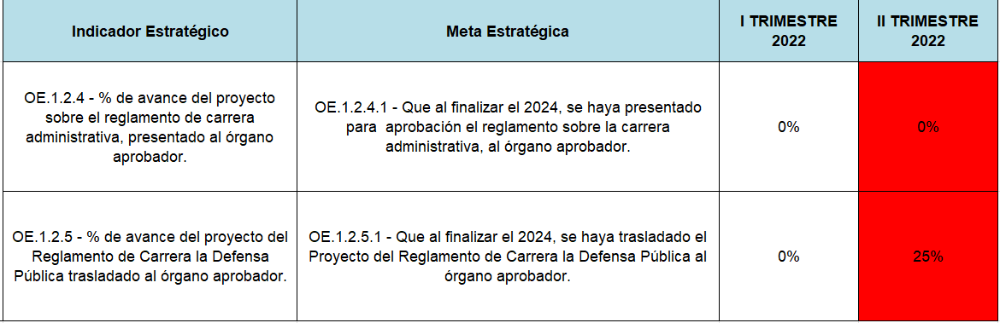 Indicador Estratégico
Meta Estratégica
I TRIMESTRE
2022
II TRIMESTRE
2022
OE.1.2.4 - % de avance del proyecto
sobre el reglamento de carrera
administrativa, presentado al órgano
aprobador.
OE.1.2.4.1 - Que al finalizar el 2024, se haya presentado
para aprobación el reglamento sobre la carrera
administrativa, al órgano aprobador.
0%
0%
OE.1.2.5 - % de avance del proyecto del
Reglamento de Carrera la Defensa
Pública trasladado al órgano aprobador.
OE.1.2.5.1 - Que al finalizar el 2024, se haya trasladado el
Proyecto del Reglamento de Carrera la Defensa Pública al
órgano aprobador.
0%
25%